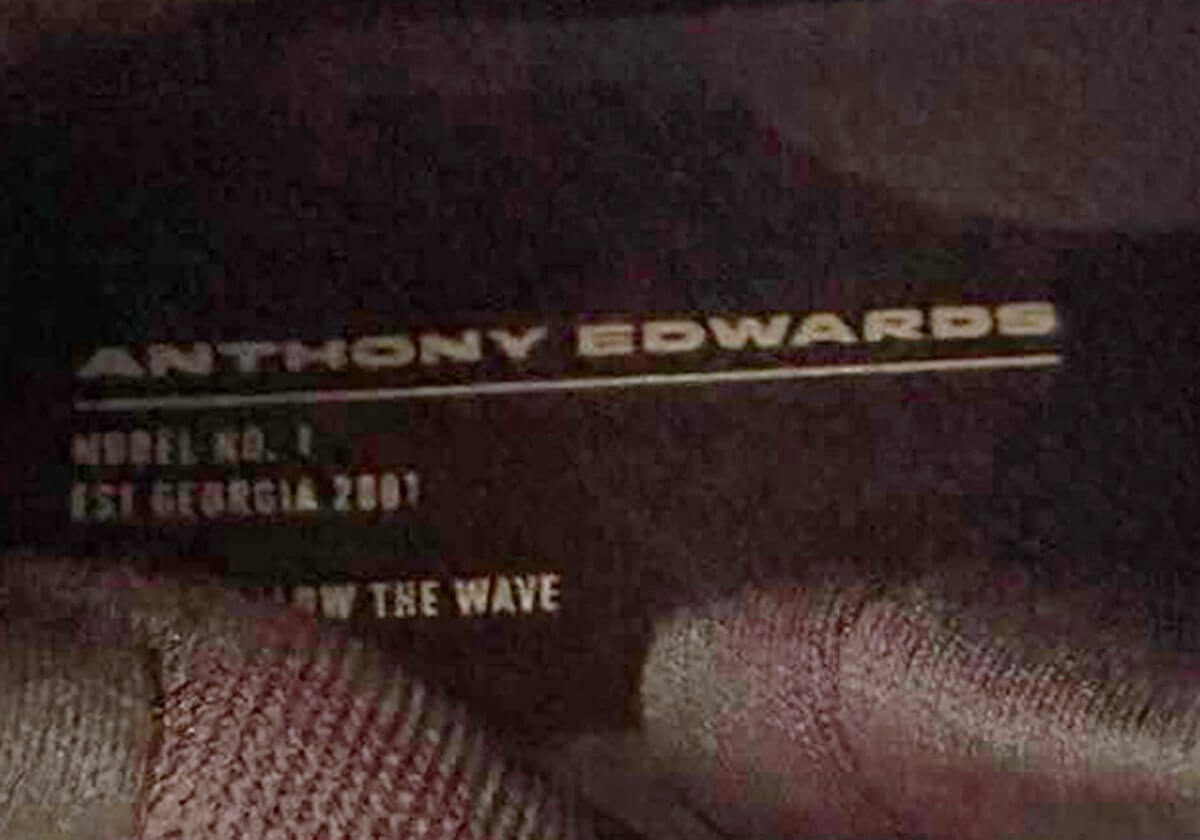 ANTHONY EDWARDS
MODEL NO. 1
EST GEORGIA 2001
THE WAVE